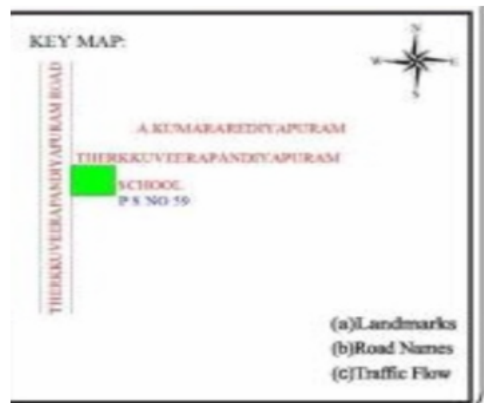 KEY MAP:
N
W
E
S
THERKKUVEERAPANDIYAPURAM ROAD
A.KUMARAREDIYAPURAM
THERKKUVEERAPANDIYAPURAM
SCHOOL
P S NO 59
(a)Landmarks
(b)Road Names
(c)Traffic Flow